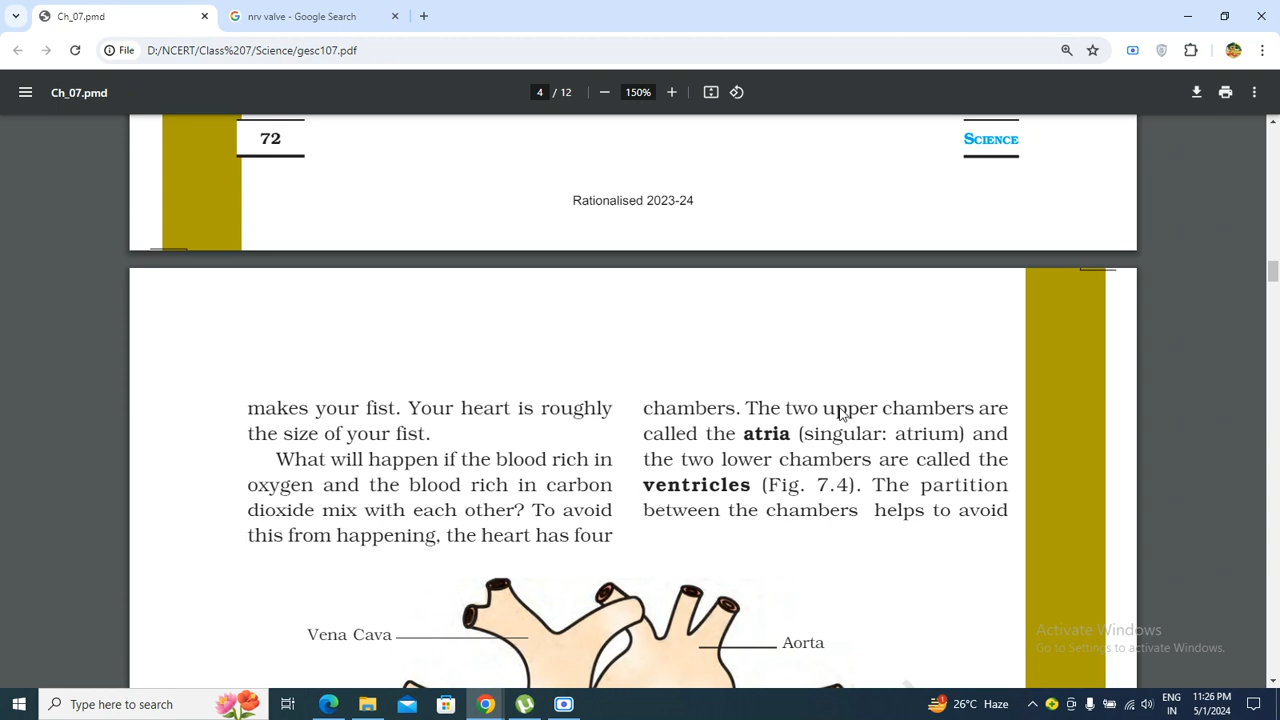 Ch_07.pmd
nrv valve - Google Search
File
D:/NCERT/Class%207/Science/gesc107.pdf
Ch_07.pmd
4 / 12
150%
72
SCIENCE
Rationalised 2023-24
makes your fist. Your heart is roughly
the size of your fist.
What will happen if the blood rich in
oxygen and the blood rich in carbon
dioxide mix with each other? To avoid
this from happening, the heart has four
chambers. The two upper chambers are
called the atria (singular: atrium) and
the two lower chambers are called the
ventricles (Fig. 7.4). The partition
between the chambers helps to avoid
Vena Cava
Aorta
Activate Windows
Go to Settings to activate Windows.
Type here to search
26°C Haze
ENG
IN
11:26 PM
5/1/2024